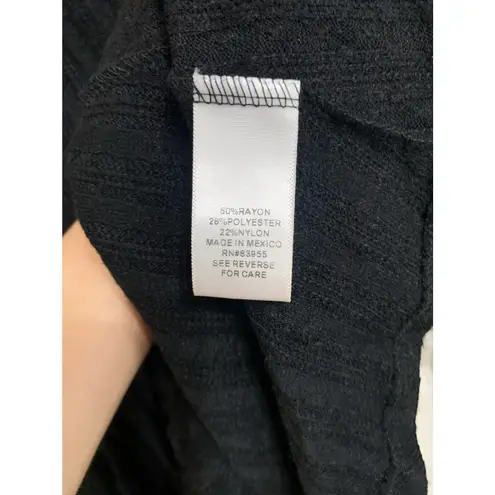 50%RAYON
28%POLYESTER
22%NYLON
MADE IN MEXICO
RN#83955
SEE REVERSE
FOR CARE